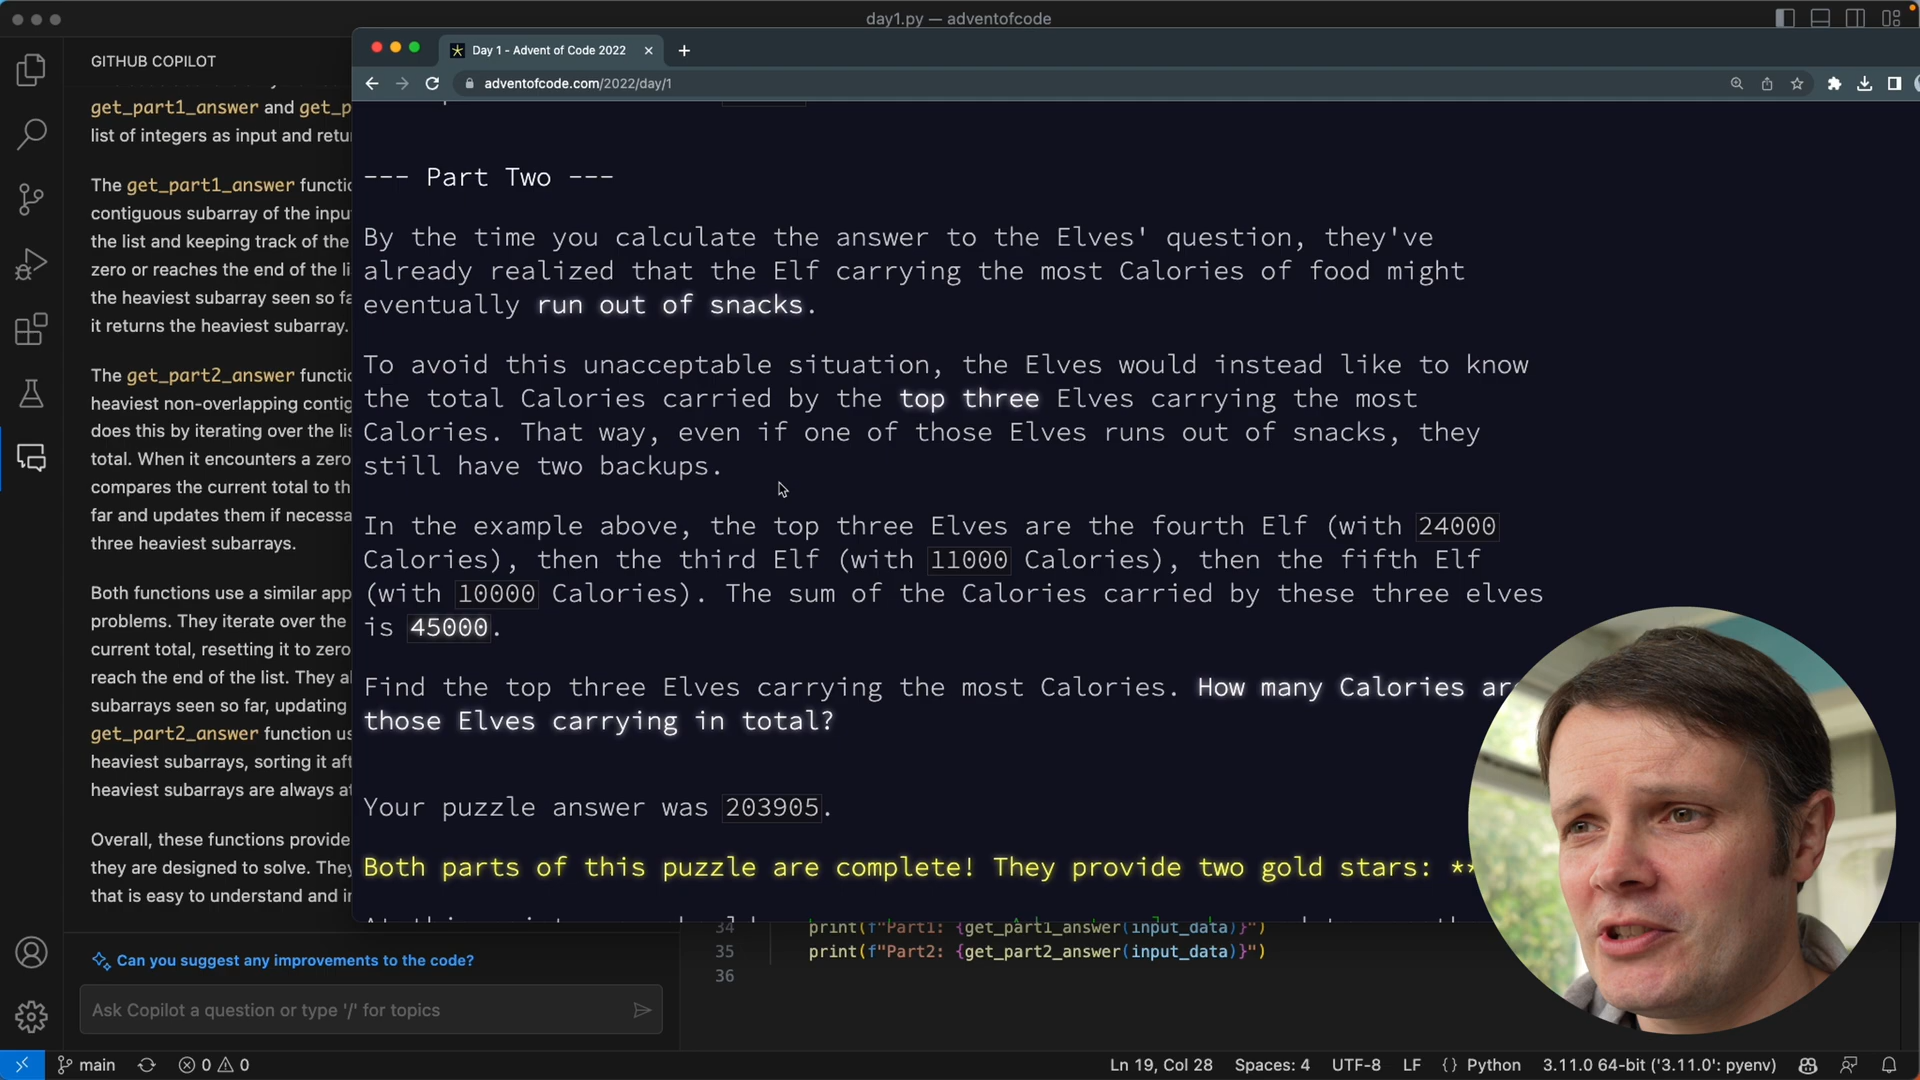 day1.py — adventofcode
GITHUB COPILOT
get_part1_answer and get_p
list of integers as input and retur
The get_part1_answer functio
contiguous subarray of the input
the list and keeping track of the
zero or reaches the end of the li
the heaviest subarray seen so fa
it returns the heaviest subarray.
The get_part2_answer functio
heaviest non-overlapping contig
does this by iterating over the lis
total. When it encounters a zero
compares the current total to th
far and updates them if necessa
three heaviest subarrays.
Both functions use a similar app
problems. They iterate over the
current total, resetting it to zero
reach the end of the list. They al
subarrays seen so far, updating
get_part2_answer function us
heaviest subarrays, sorting it aft
heaviest subarrays are always at
Overall, these functions provide
they are designed to solve. They
that is easy to understand and in
Can you suggest any improvements to the code?
Ask Copilot a question or type '/' for topics
Day 1 - Advent of Code 2022
adventofcode.com/2022/day/1
--- Part Two ---
By the time you calculate the answer to the Elves' question, they've
already realized that the Elf carrying the most Calories of food might
eventually run out of snacks.
To avoid this unacceptable situation, the Elves would instead like to know
the total Calories carried by the top three Elves carrying the most
Calories. That way, even if one of those Elves runs out of snacks, they
still have two backups.
In the example above, the top three Elves are the fourth Elf (with 24000
Calories), then the third Elf (with 11000 Calories), then the fifth Elf
(with 10000 Calories). The sum of the Calories carried by these three elves
is 45000.
Find the top three Elves carrying the most Calories. How many Calories are
those Elves carrying in total?
Your puzzle answer was 203905.
Both parts of this puzzle are complete! They provide two gold stars: **
34 print(f"Part1: {get_part1_answer(input_data)}")
35 print(f"Part2: {get_part2_answer(input_data)}")
36
main 0 0 Ln 19, Col 28 Spaces: 4 UTF-8 LF {} Python 3.11.0 64-bit ('3.11.0': pyenv)